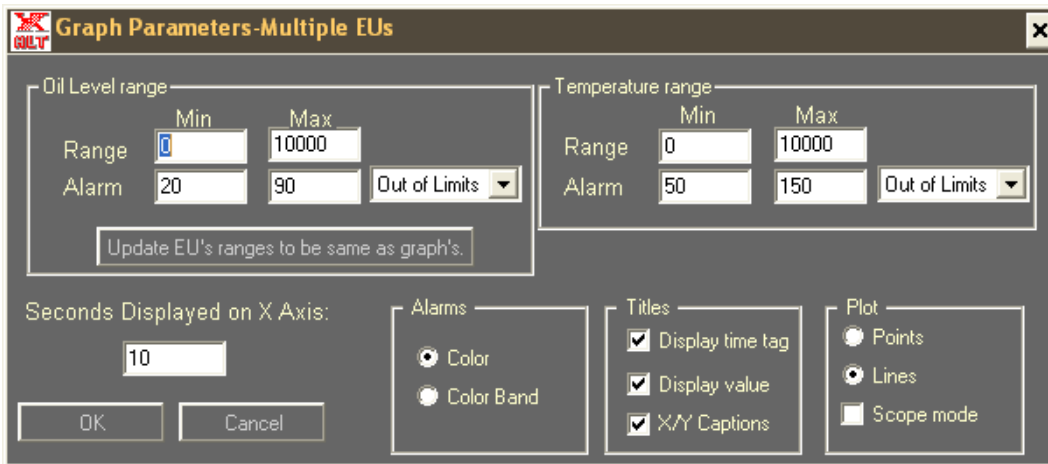 X
ALT
Graph Parameters-Multiple EUs
Oil Level range
Min Max
Range 0 10000
Alarm 20 90 Out of Limits
Update EU's ranges to be same as graph's.
Temperature range
Min Max
Range 0 10000
Alarm 50 150 Out of Limits
Seconds Displayed on X Axis:
10
OK Cancel
Alarms
Color
Color Band
Titles
Display time tag
Display value
X/Y Captions
Plot
Points
Lines
Scope mode